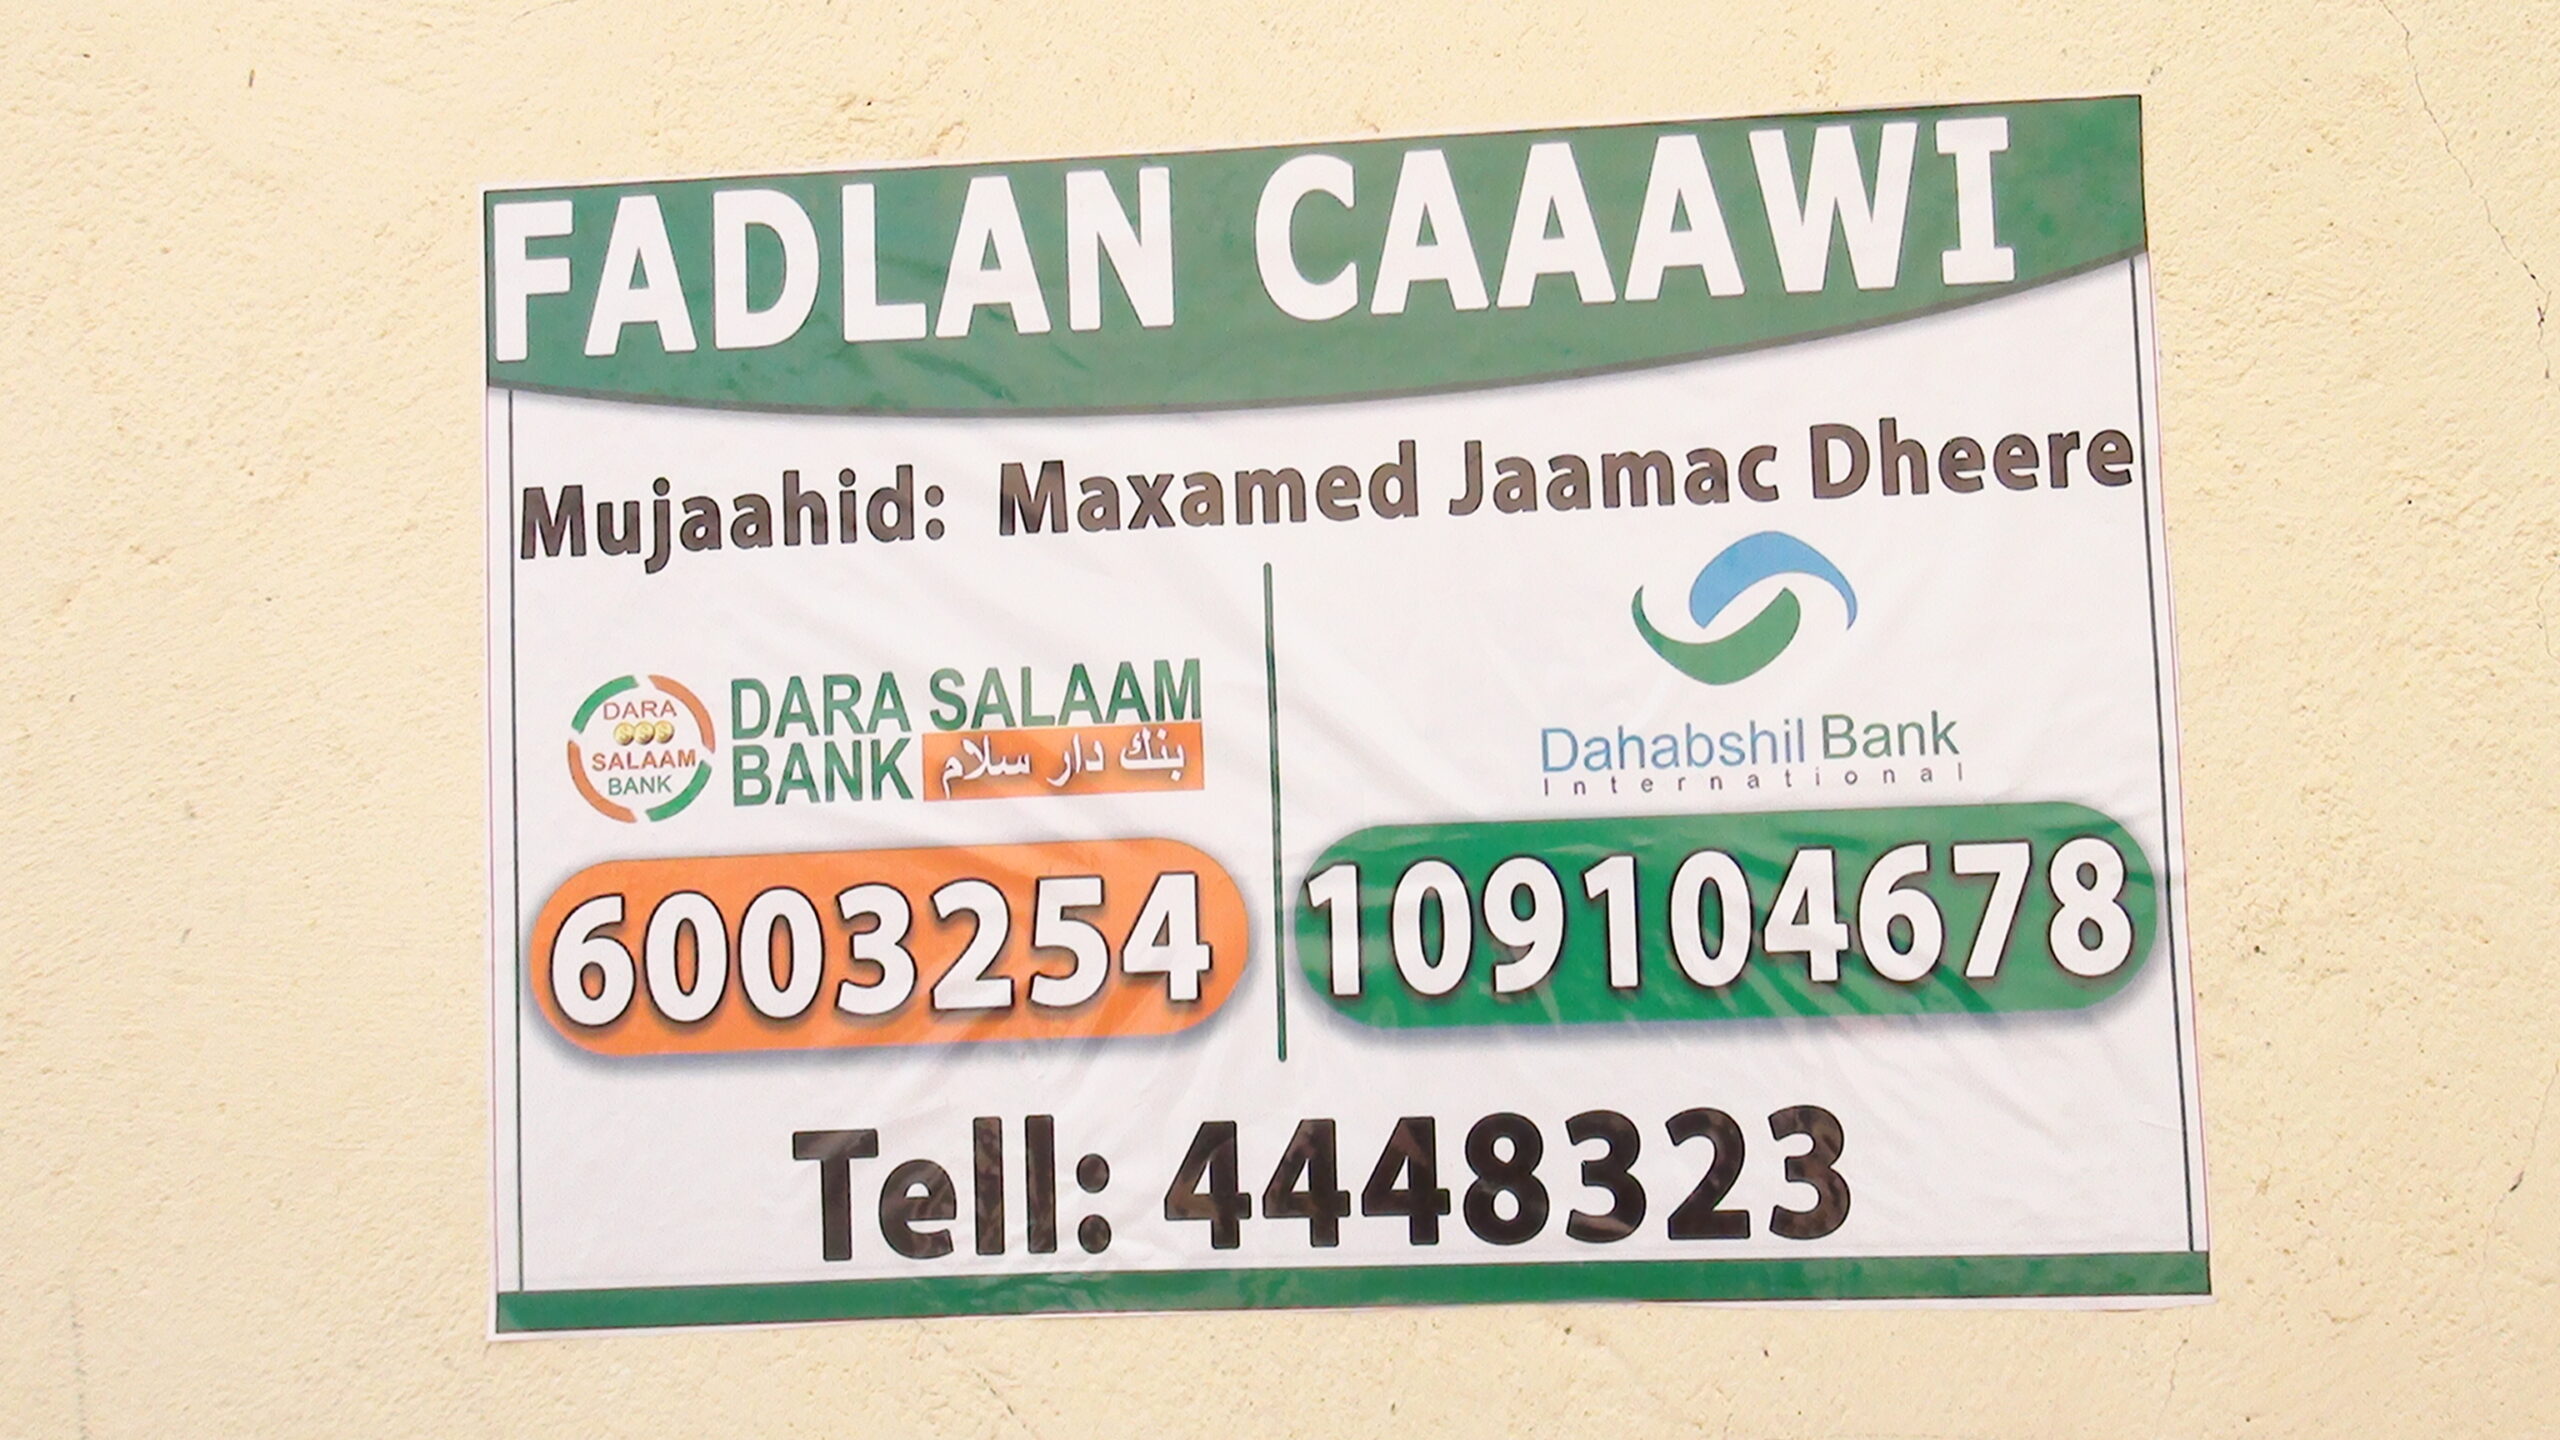 FADLAN CAAAWI
Mujaahid: Maxamed Jaamac Dheere
DARA
SALAAM
BANK
DARA SALAAM
BANK بنك دار سلام
Dahabshil Bank
International
6003254
109104678
Tell: 4448323